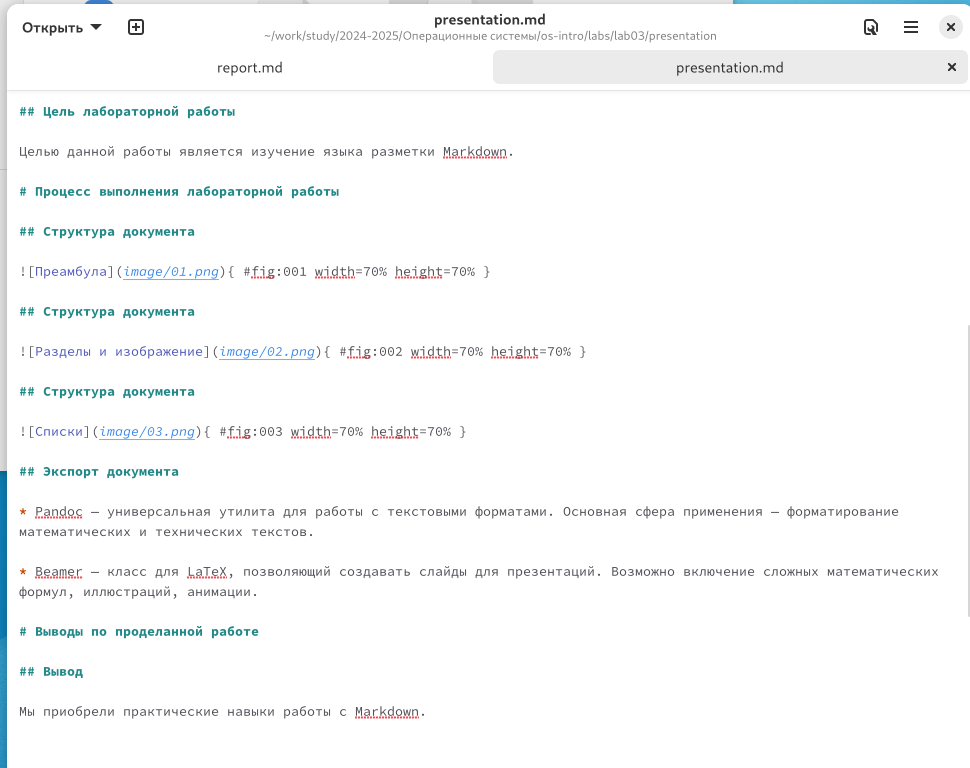 Открыть
presentation.md
~/work/study/2024-2025/Операционные системы/os-intro/labs/lab03/presentation
report.md
presentation.md
## Цель лабораторной работы
Целью данной работы является изучение языка разметки Markdown.
# Процесс выполнения лабораторной работы
## Структура документа
![Преамбула](image/01.png){ #fig:001 width=70% height=70% }
## Структура документа
![Разделы и изображение](image/02.png){ #fig:002 width=70% height=70% }
## Структура документа
![Списки](image/03.png){ #fig:003 width=70% height=70% }
## Экспорт документа
* Pandoc — универсальная утилита для работы с текстовыми форматами. Основная сфера применения — форматирование
математических и технических текстов.
* Beamer — класс для LaTeX, позволяющий создавать слайды для презентаций. Возможно включение сложных математических
формул, иллюстраций, анимации.
# Выводы по проделанной работе
## Вывод
Мы приобрели практические навыки работы с Markdown.